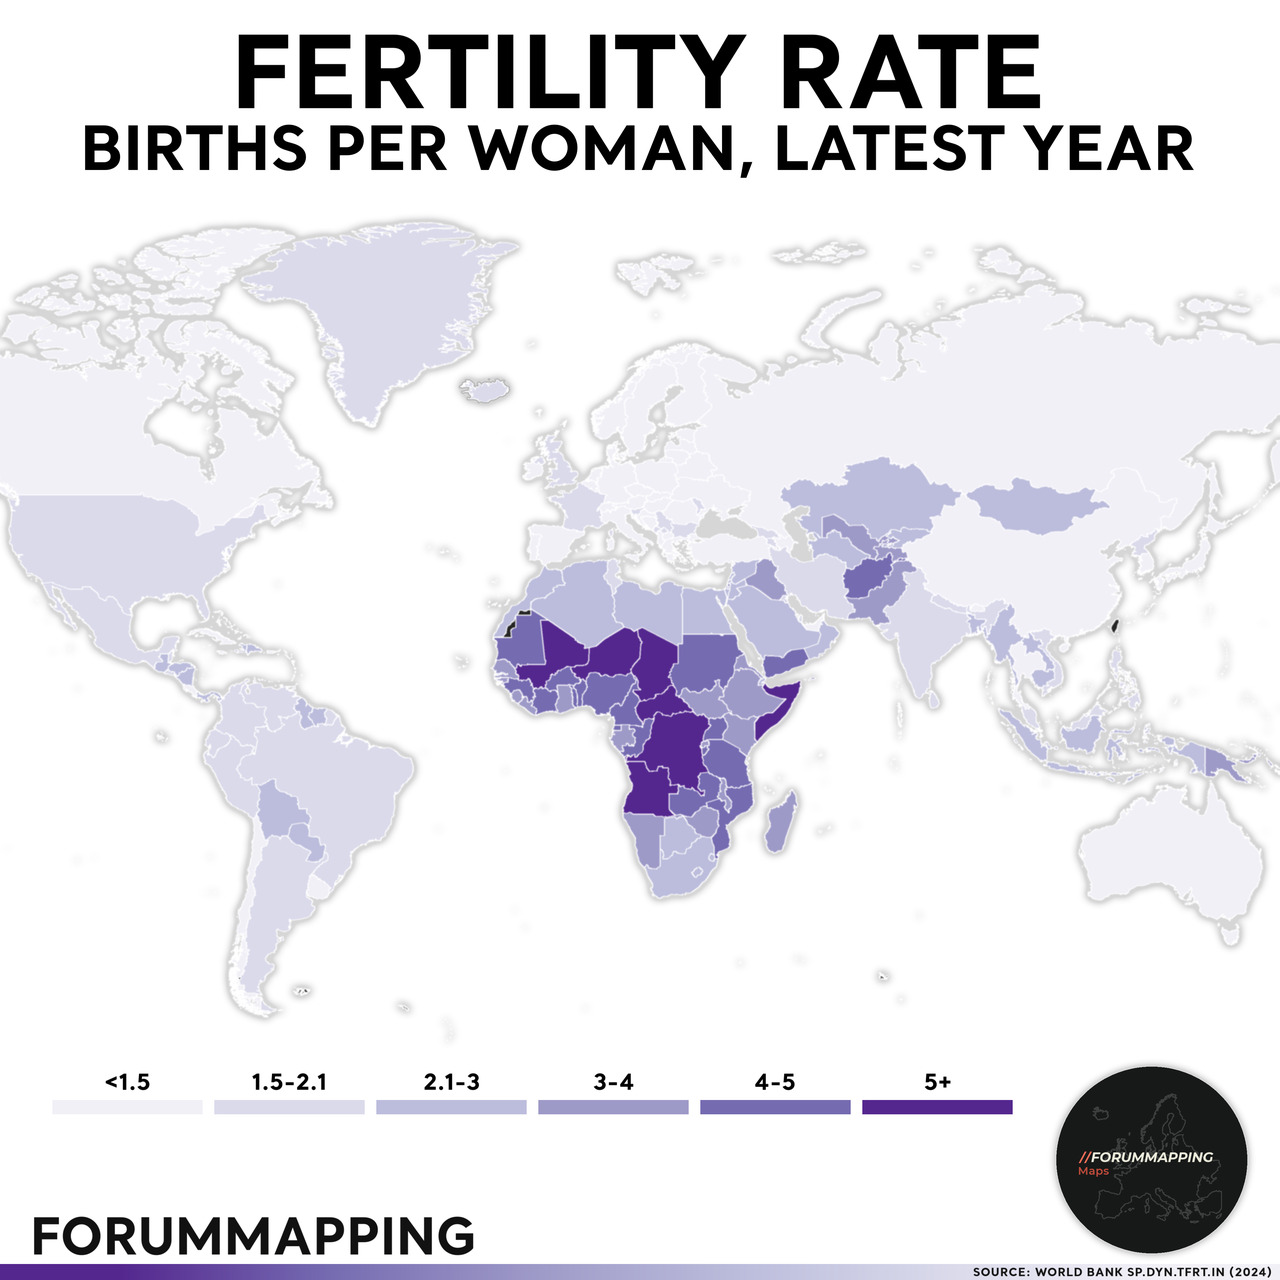 FERTILITY RATE
BIRTHS PER WOMAN, LATEST YEAR
<1.5 1.5-2.1 2.1-3 3-4 4-5 5+
//FORUMMAPPING
Maps
FORUMMAPPING
SOURCE: WORLD BANK SP.DYN.TFRT.IN (2024)